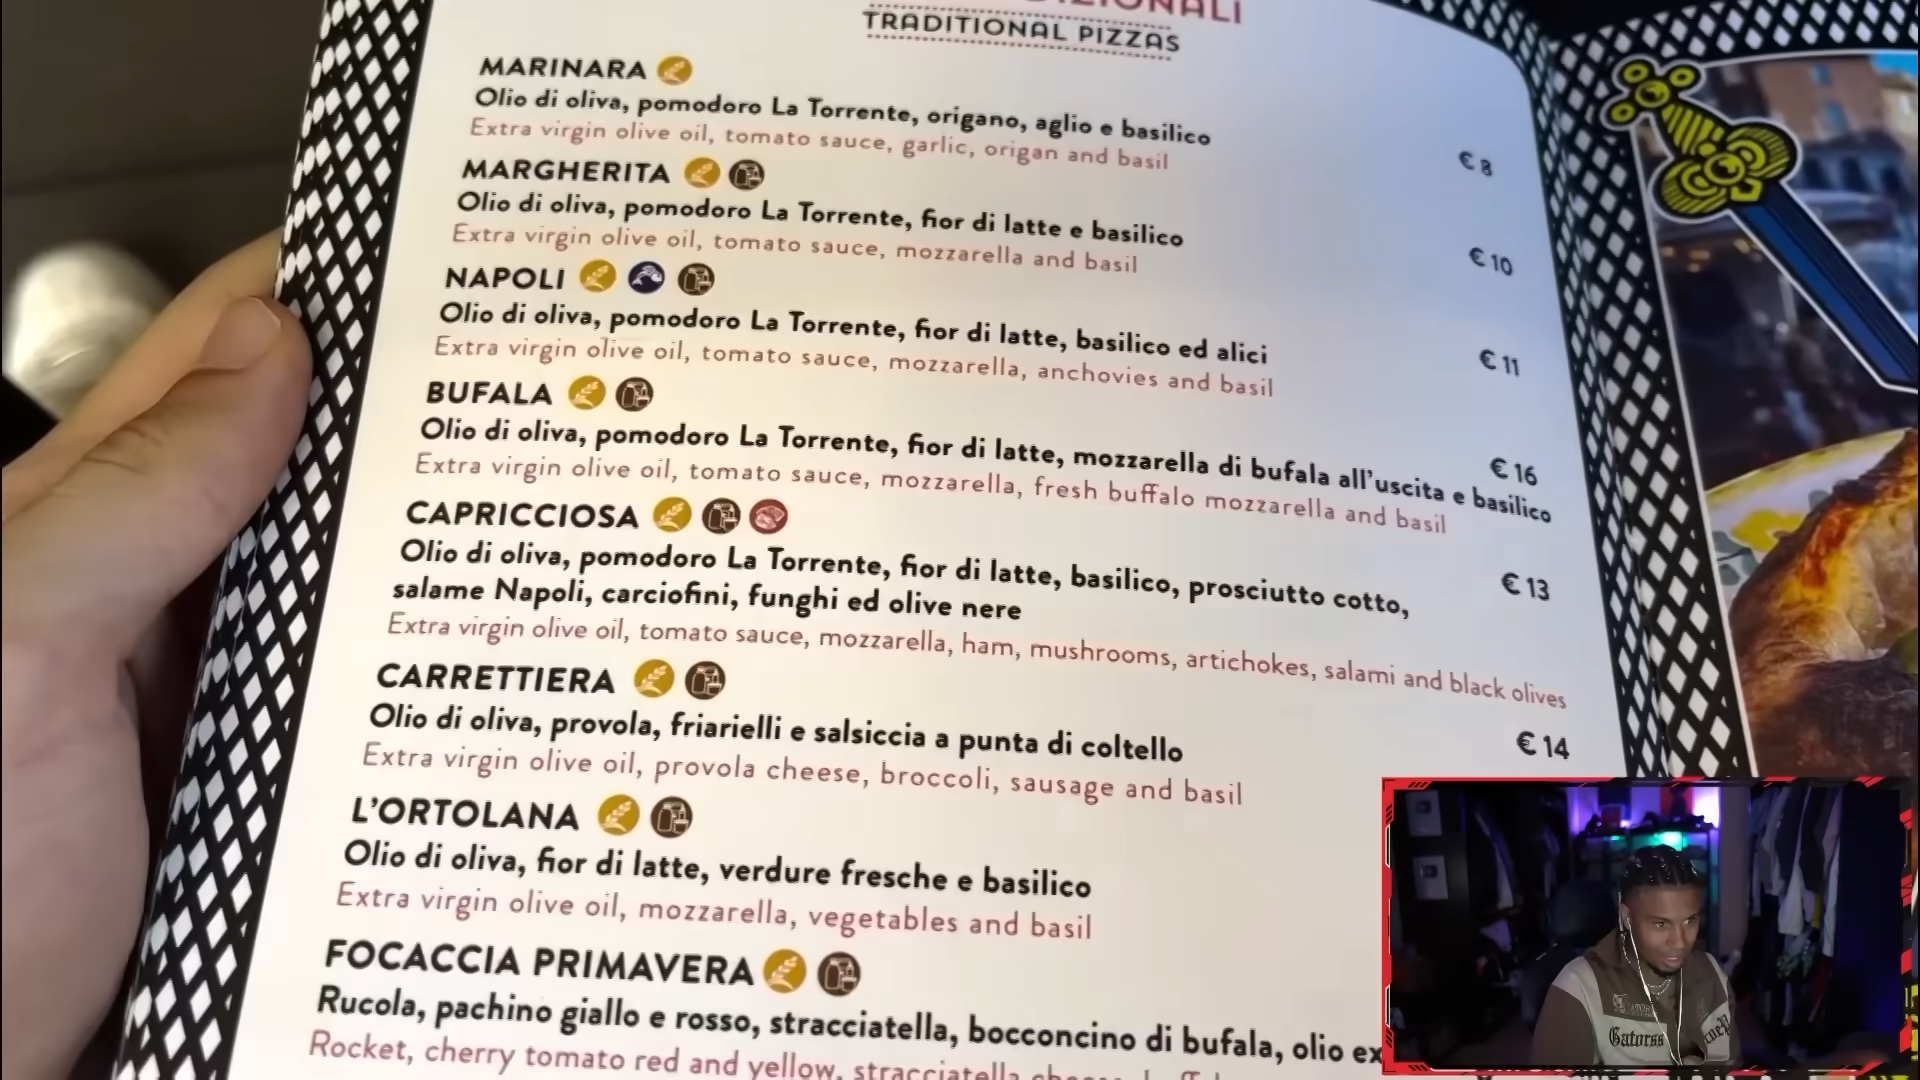 TRADITIONAL PIZZAS
MARINARA
Olio di oliva, pomodoro La Torrente, origano, aglio e basilico
Extra virgin olive oil, tomato sauce, garlic, origan and basil
€ 8
MARGHERITA
Olio di oliva, pomodoro La Torrente, fior di latte e basilico
Extra virgin olive oil, tomato sauce, mozzarella and basil
€ 10
NAPOLI
Olio di oliva, pomodoro La Torrente, fior di latte, basilico ed alici
Extra virgin olive oil, tomato sauce, mozzarella, anchovies and basil
€ 11
BUFALA
Olio di oliva, pomodoro La Torrente, fior di latte, mozzarella di bufala all'uscita e basilico
Extra virgin olive oil, tomato sauce, mozzarella, fresh buffalo mozzarella and basil
€ 16
CAPRICCIOSA
Olio di oliva, pomodoro La Torrente, fior di latte, basilico, prosciutto cotto,
salame Napoli, carciofini, funghi ed olive nere
Extra virgin olive oil, tomato sauce, mozzarella, ham, mushrooms, artichokes, salami and black olives
€ 13
CARRETTIERA
Olio di oliva, provola, friarielli e salsiccia a punta di coltello
Extra virgin olive oil, provola cheese, broccoli, sausage and basil
€ 14
L'ORTOLANA
Olio di oliva, fior di latte, verdure fresche e basilico
Extra virgin olive oil, mozzarella, vegetables and basil
FOCACCIA PRIMAVERA
Rucola, pachino giallo e rosso, stracciatella, bocconcino di bufala, olio
Rocket, cherry tomato red and yellow, stracciatella
Gatorss